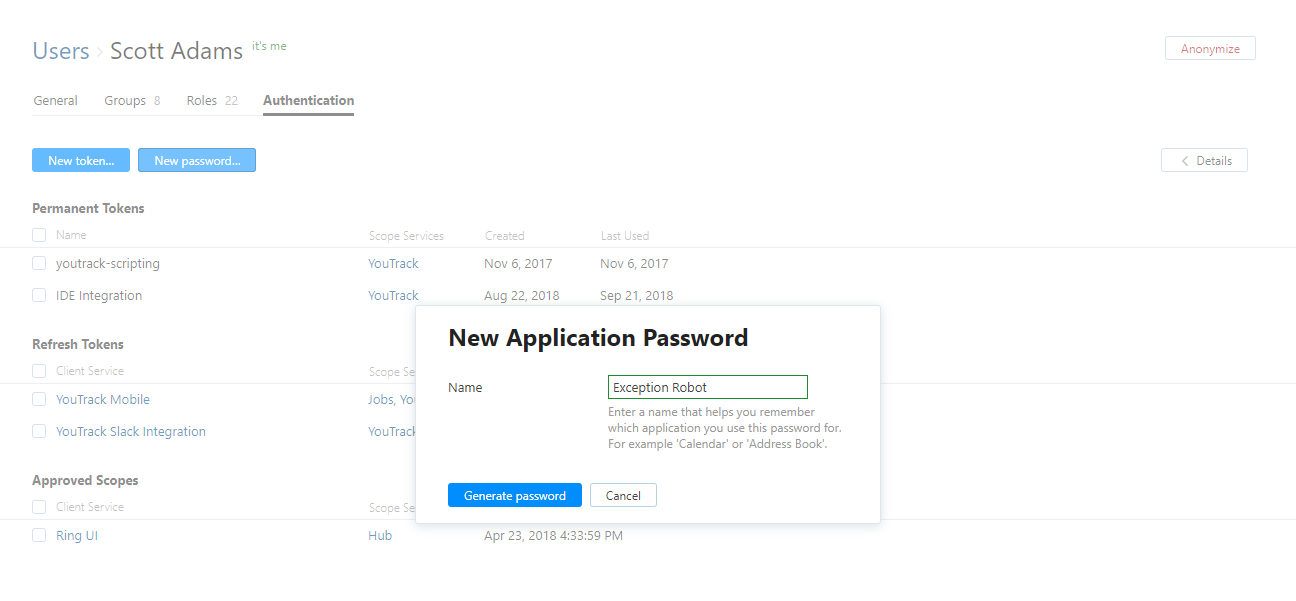 Users › Scott Adams it's me
Anonymize
General Groups 8 Roles 22 Authentication
New token... New password... Details
Permanent Tokens
Name Scope Services Created Last Used
youtrack-scripting YouTrack Nov 6, 2017 Nov 6, 2017
IDE Integration YouTrack Aug 22, 2018 Sep 21, 2018
New Application Password
Name Exception Robot
Enter a name that helps you remember
which application you use this password for.
For example 'Calendar' or 'Address Book'.
Generate password Cancel
Refresh Tokens
Client Service Scope Se
YouTrack Mobile Jobs, You
YouTrack Slack Integration YouTrack
Approved Scopes
Client Service Scope Se
Ring UI Hub Apr 23, 2018 4:33:59 PM